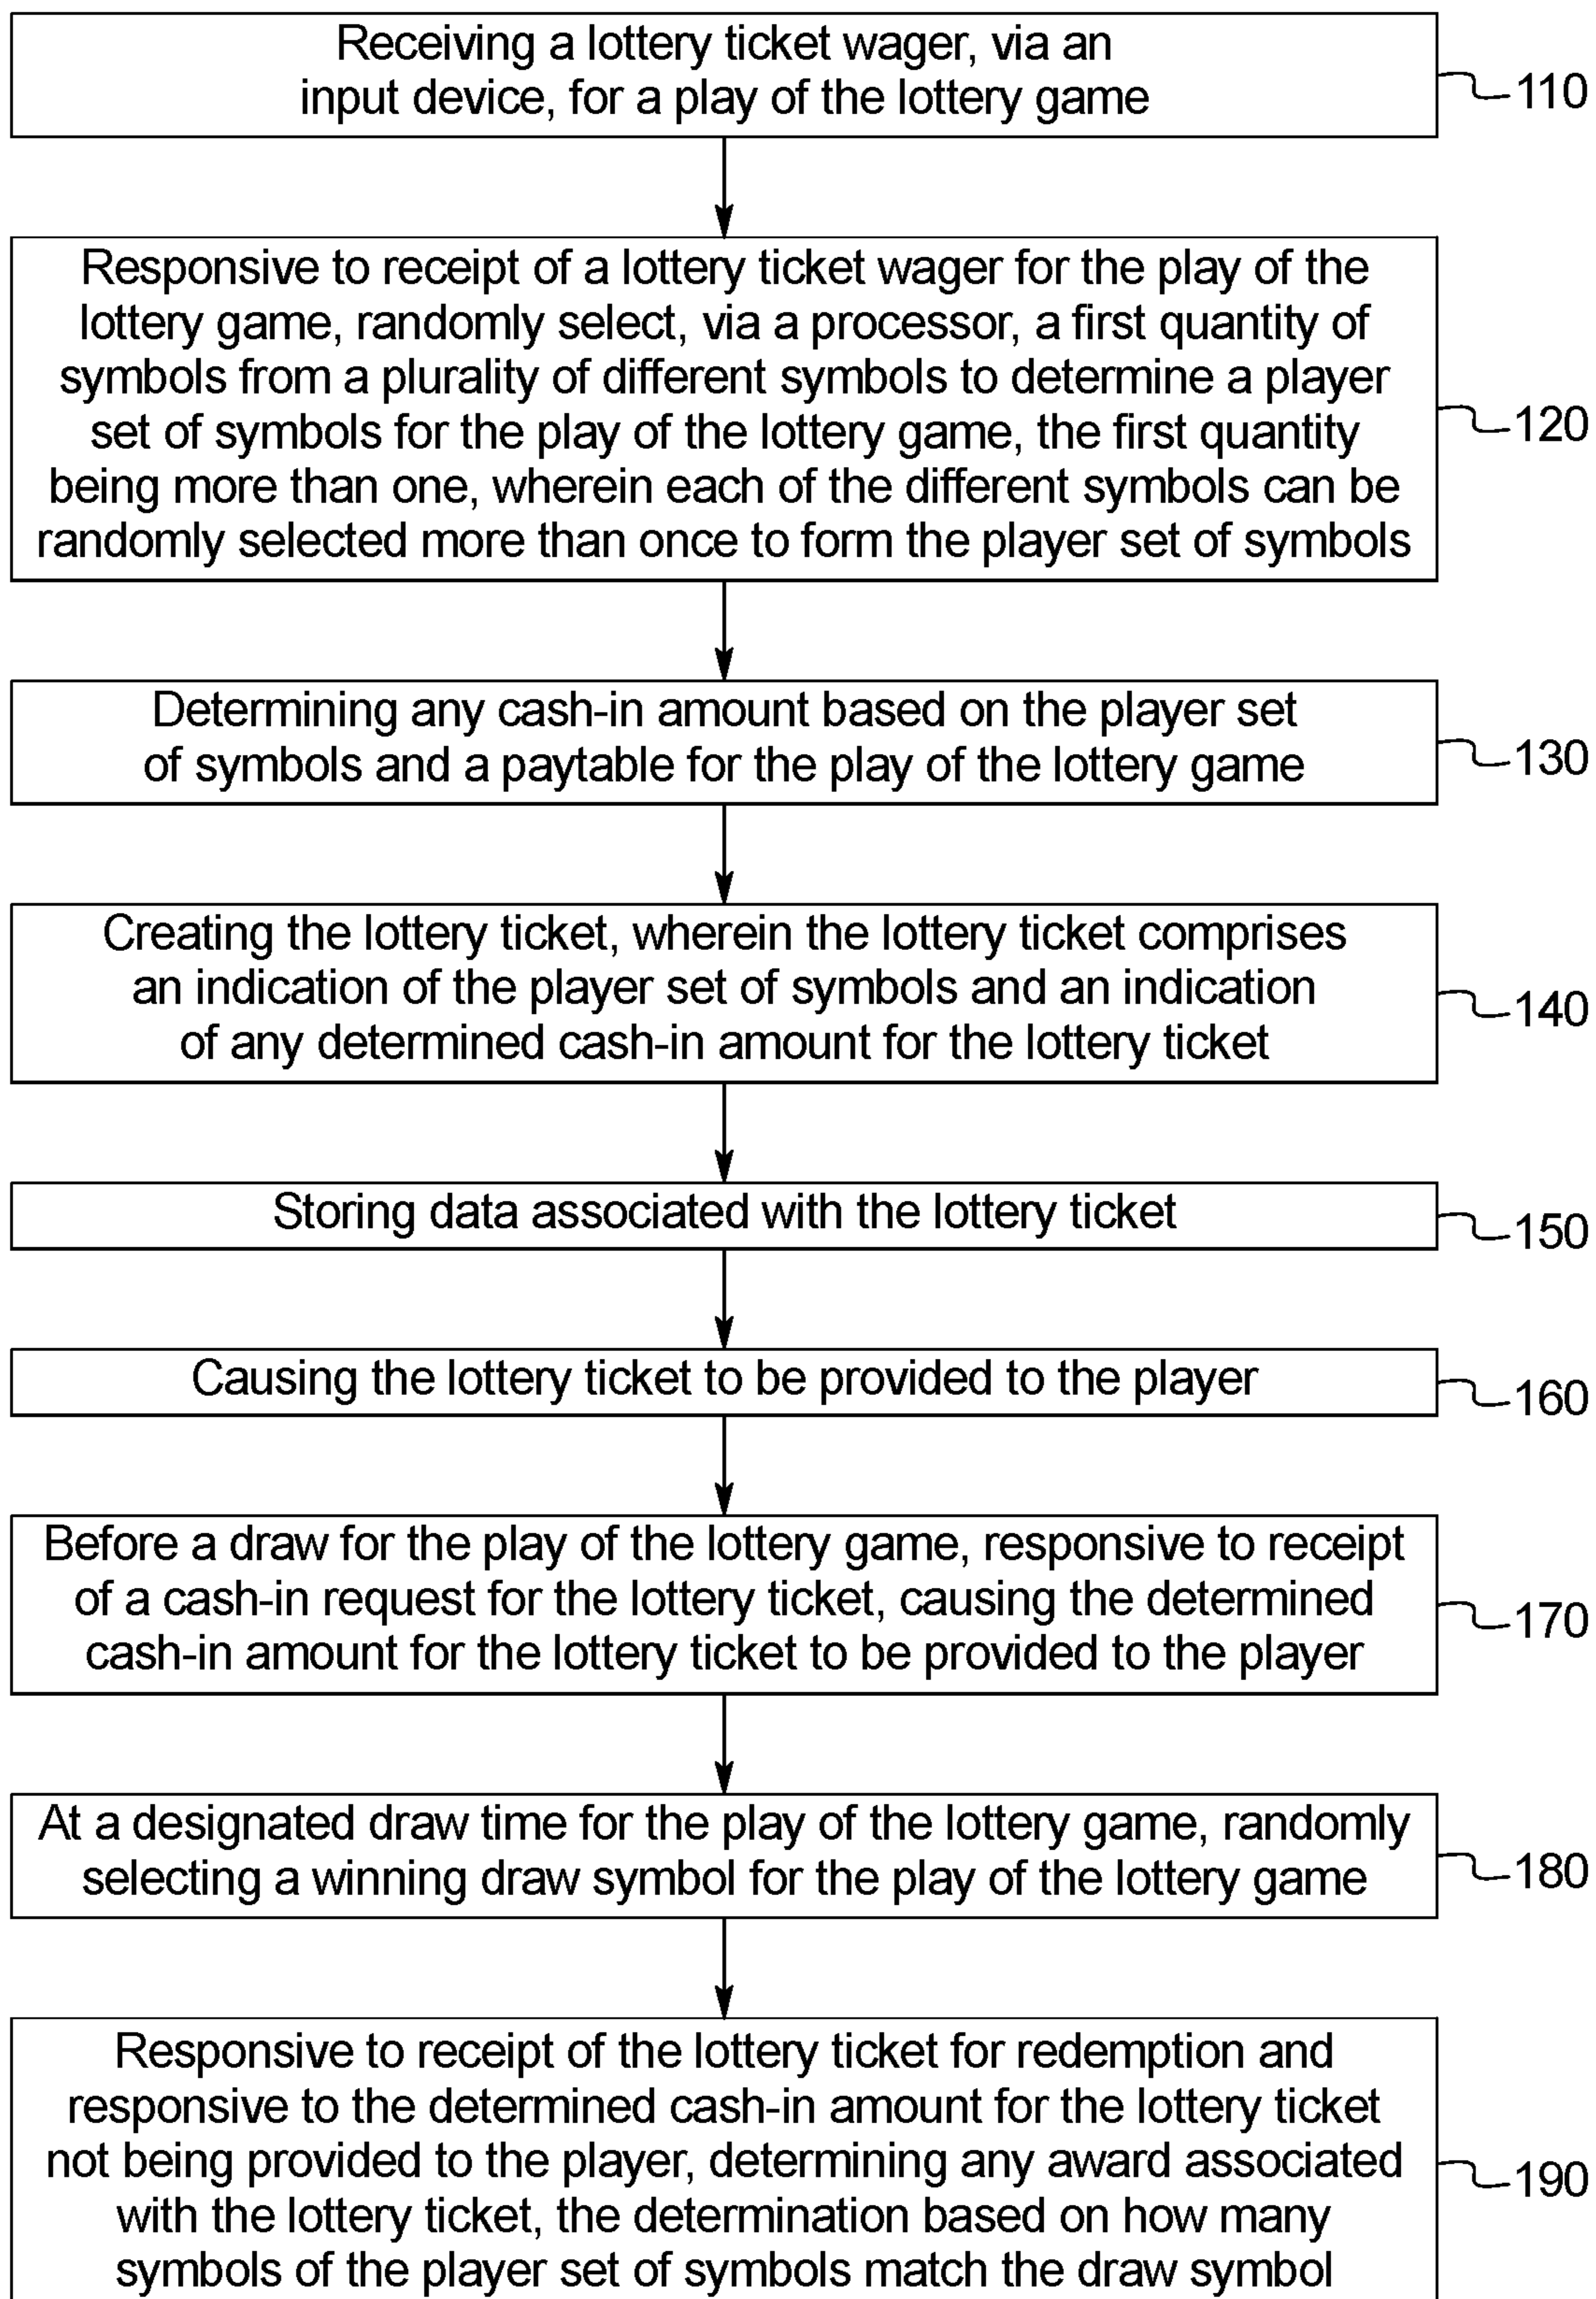 Receiving a lottery ticket wager, via an
input device, for a play of the lottery game
110
Responsive to receipt of a lottery ticket wager for the play of the
lottery game, randomly select, via a processor, a first quantity of
symbols from a plurality of different symbols to determine a player
set of symbols for the play of the lottery game, the first quantity
being more than one, wherein each of the different symbols can be
randomly selected more than once to form the player set of symbols
120
Determining any cash-in amount based on the player set
of symbols and a paytable for the play of the lottery game
130
Creating the lottery ticket, wherein the lottery ticket comprises
an indication of the player set of symbols and an indication
of any determined cash-in amount for the lottery ticket
140
Storing data associated with the lottery ticket
150
Causing the lottery ticket to be provided to the player
160
Before a draw for the play of the lottery game, responsive to receipt
of a cash-in request for the lottery ticket, causing the determined
cash-in amount for the lottery ticket to be provided to the player
170
At a designated draw time for the play of the lottery game, randomly
selecting a winning draw symbol for the play of the lottery game
180
Responsive to receipt of the lottery ticket for redemption and
responsive to the determined cash-in amount for the lottery ticket
not being provided to the player, determining any award associated
with the lottery ticket, the determination based on how many
symbols of the player set of symbols match the draw symbol
190